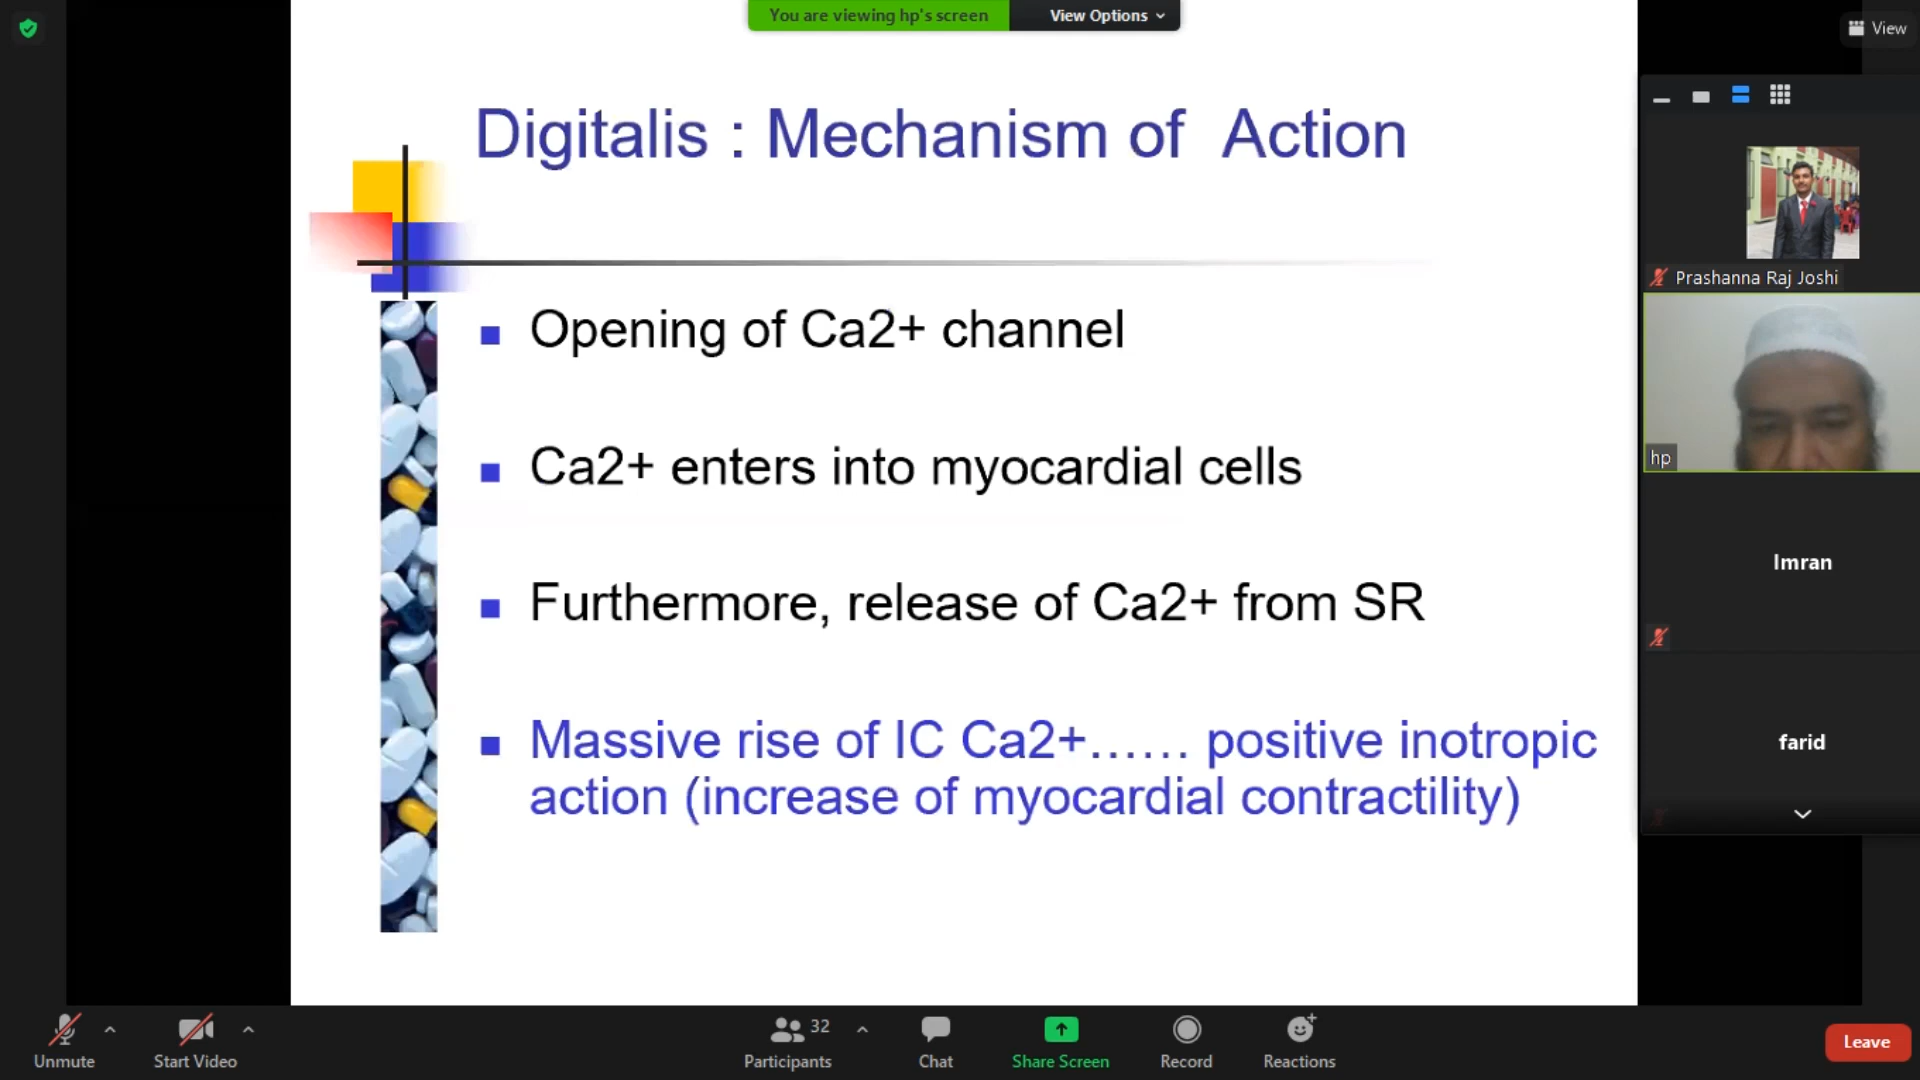 You are viewing hp's screen
View Options
View
Digitalis : Mechanism of Action
Opening of Ca2+ channel
Ca2+ enters into myocardial cells
Furthermore, release of Ca2+ from SR
Massive rise of IC Ca2+...... positive inotropic
action (increase of myocardial contractility)
Prashanna Raj Joshi
hp
Imran
farid
Unmute
Start Video
32
Participants
Chat
Share Screen
Record
Reactions
Leave